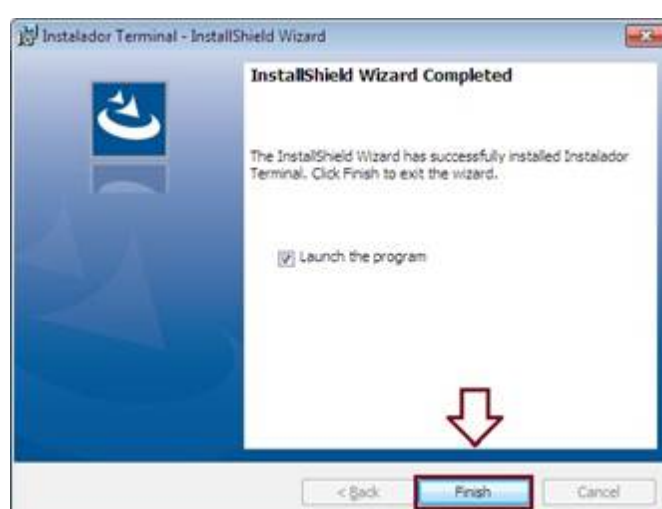 Instalador Terminal - InstallShield Wizard
InstallShield Wizard Completed
The InstallShield Wizard has successfully installed Instalador
Terminal. Click Finish to exit the wizard.
Launch the program
< Back
Finish
Cancel